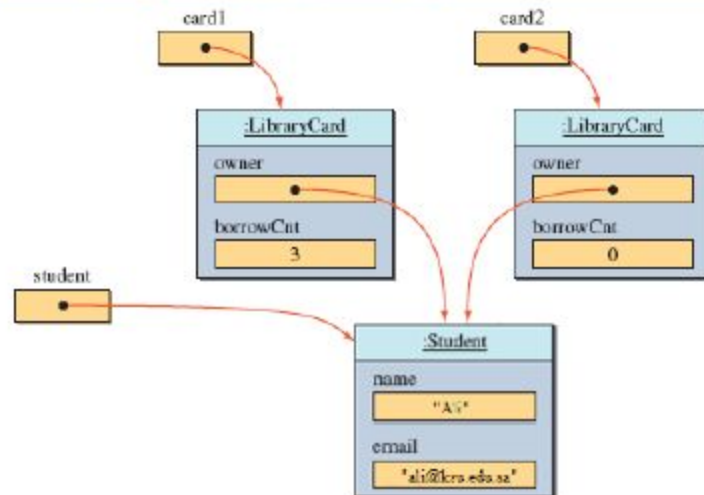 card1
card2
:LibraryCard
:LibraryCard
owner
owner
borrowCnt
borrowCnt
3
0
student
:Student
name
"Ali"
email